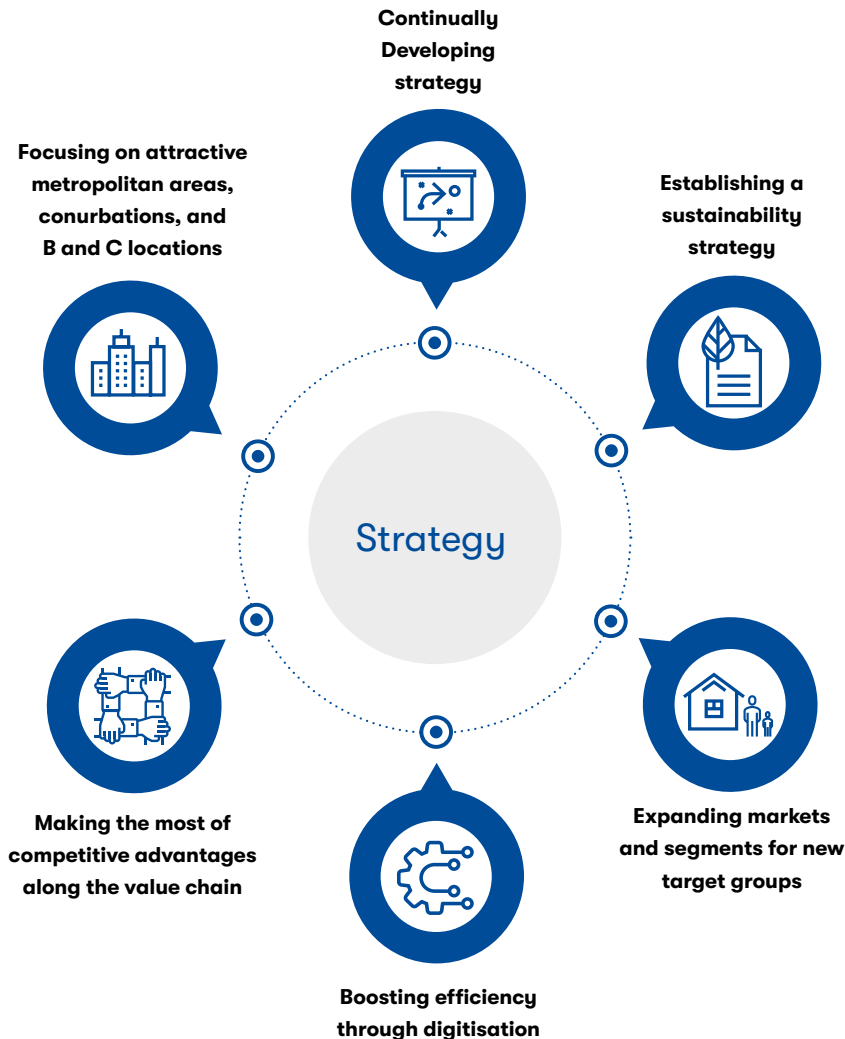 Continually
Developing
strategy
Focusing on attractive
metropolitan areas,
conurbations, and
B and C locations
Establishing a
sustainability
strategy
Strategy
Making the most of
competitive advantages
along the value chain
Expanding markets
and segments for new
target groups
Boosting efficiency
through digitisation